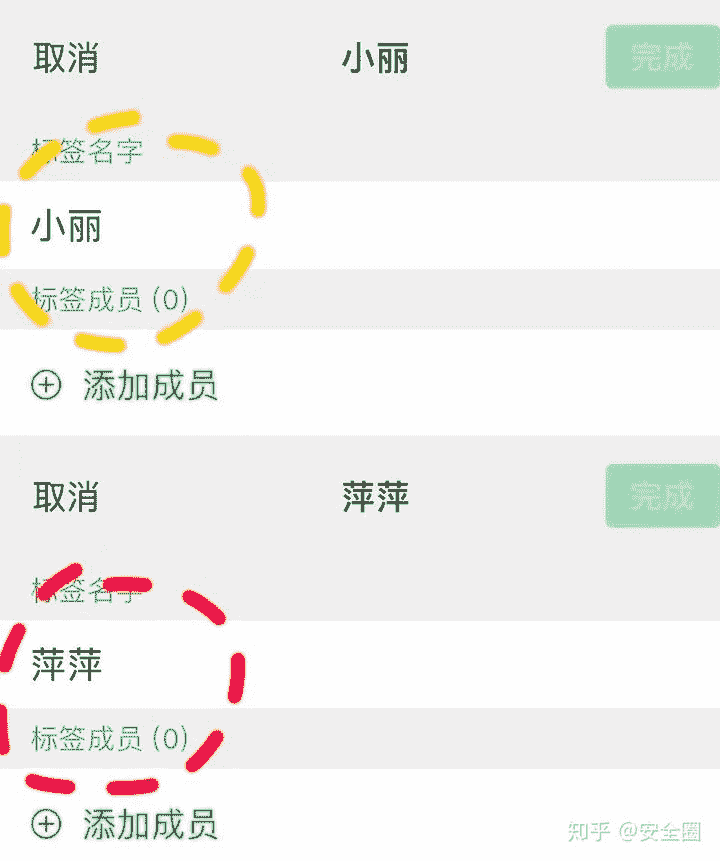 取消 小丽 完成
标签名字
小丽
标签成员 (0)
添加成员
取消 萍萍 完成
标签名字
萍萍
标签成员 (0)
添加成员
知乎 @安全圈